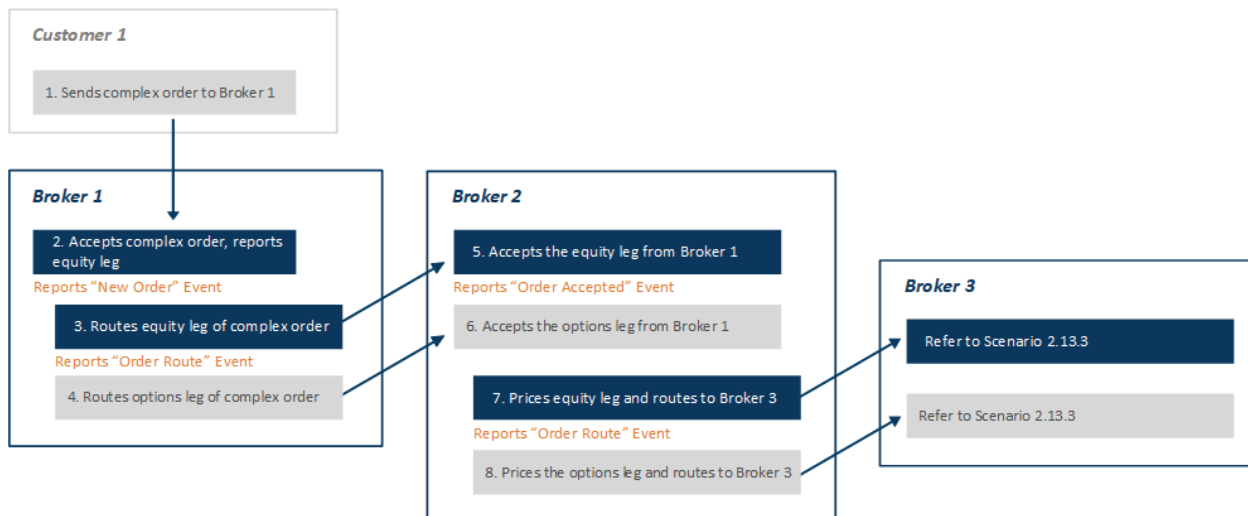 Customer 1
1. Sends complex order to Broker 1
Broker 1
2. Accepts complex order, reports
equity leg
Reports “New Order” Event
3. Routes equity leg of complex order
Reports “Order Route” Event
4. Routes options leg of complex order
Broker 2
5. Accepts the equity leg from Broker 1
Reports “Order Accepted” Event
6. Accepts the options leg from Broker 1
7. Prices equity leg and routes to Broker 3
Reports “Order Route” Event
8. Prices the options leg and routes to Broker 3
Broker 3
Refer to Scenario 2.13.3
Refer to Scenario 2.13.3